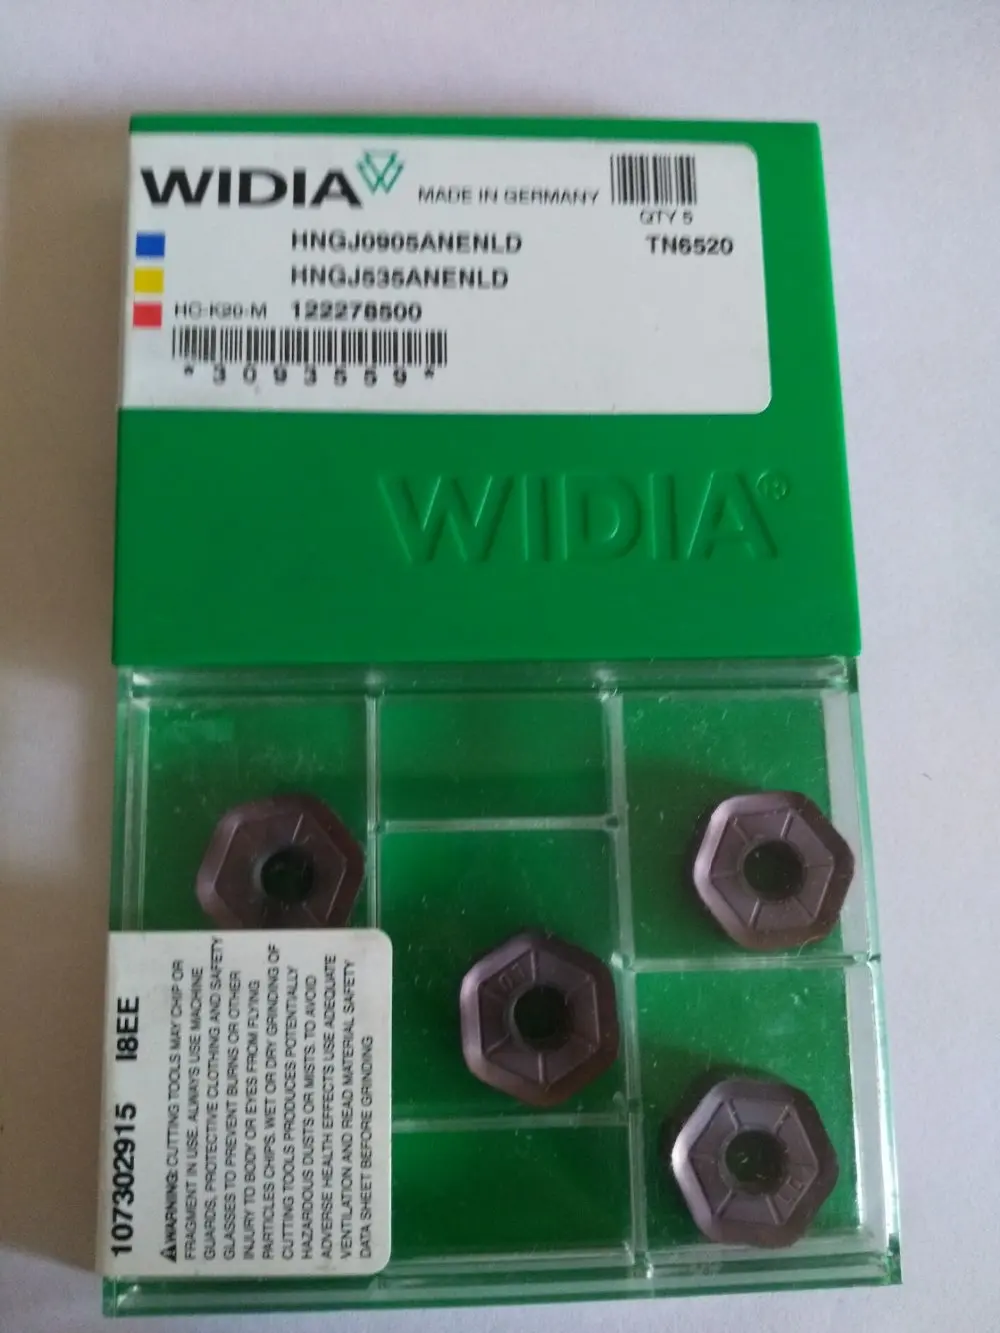 WIDIA
MADE IN GERMANY
QTY 5
HNGJ0905ANENLD
TN6520
HNGJ535ANENLD
HC-K20-M 122278500
*3093559*
WIDIA®
107302915 I8EE
WARNING: CUTTING TOOLS MAY CHIP OR
FRAGMENT IN USE. ALWAYS USE MACHINE
GUARDS, PROTECTIVE CLOTHING AND SAFETY
GLASSES TO PREVENT BURNS OR OTHER
INJURY TO BODY OR EYES FROM FLYING
PARTICLES CHIPS. WET OR DRY GRINDING OF
CUTTING TOOLS PRODUCES POTENTIALLY
HAZARDOUS DUSTS OR MISTS. TO AVOID
ADVERSE HEALTH EFFECTS USE ADEQUATE
VENTILATION AND READ MATERIAL SAFETY
DATA SHEET BEFORE GRINDING
LD
LD